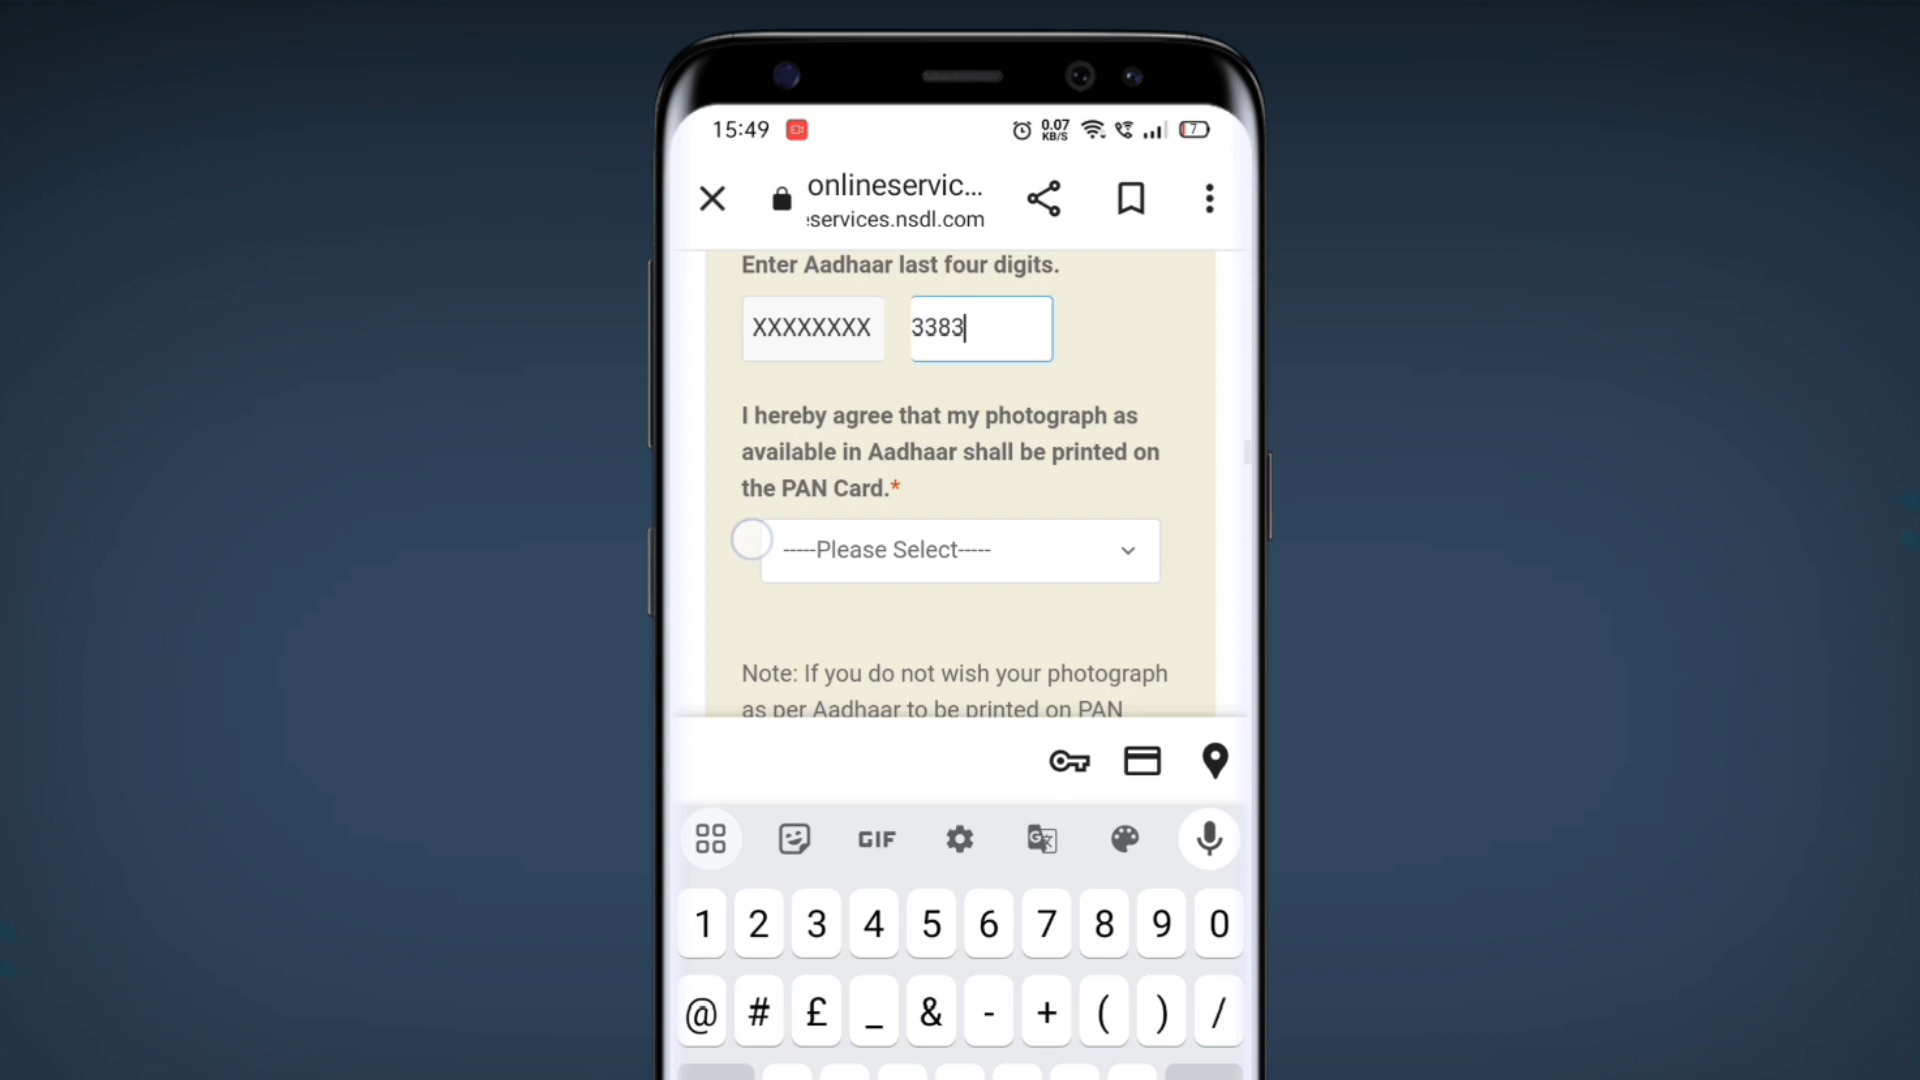 15:49 0.07 KB/S 7
onlineservic...
services.nsdl.com
Enter Aadhaar last four digits.
XXXXXXXX 3383
I hereby agree that my photograph as
available in Aadhaar shall be printed on
the PAN Card.*
-----Please Select-----
Note: If you do not wish your photograph
as per Aadhaar to be printed on PAN
GIF
1 2 3 4 5 6 7 8 9 0
@ # £ _ & - + ( ) /